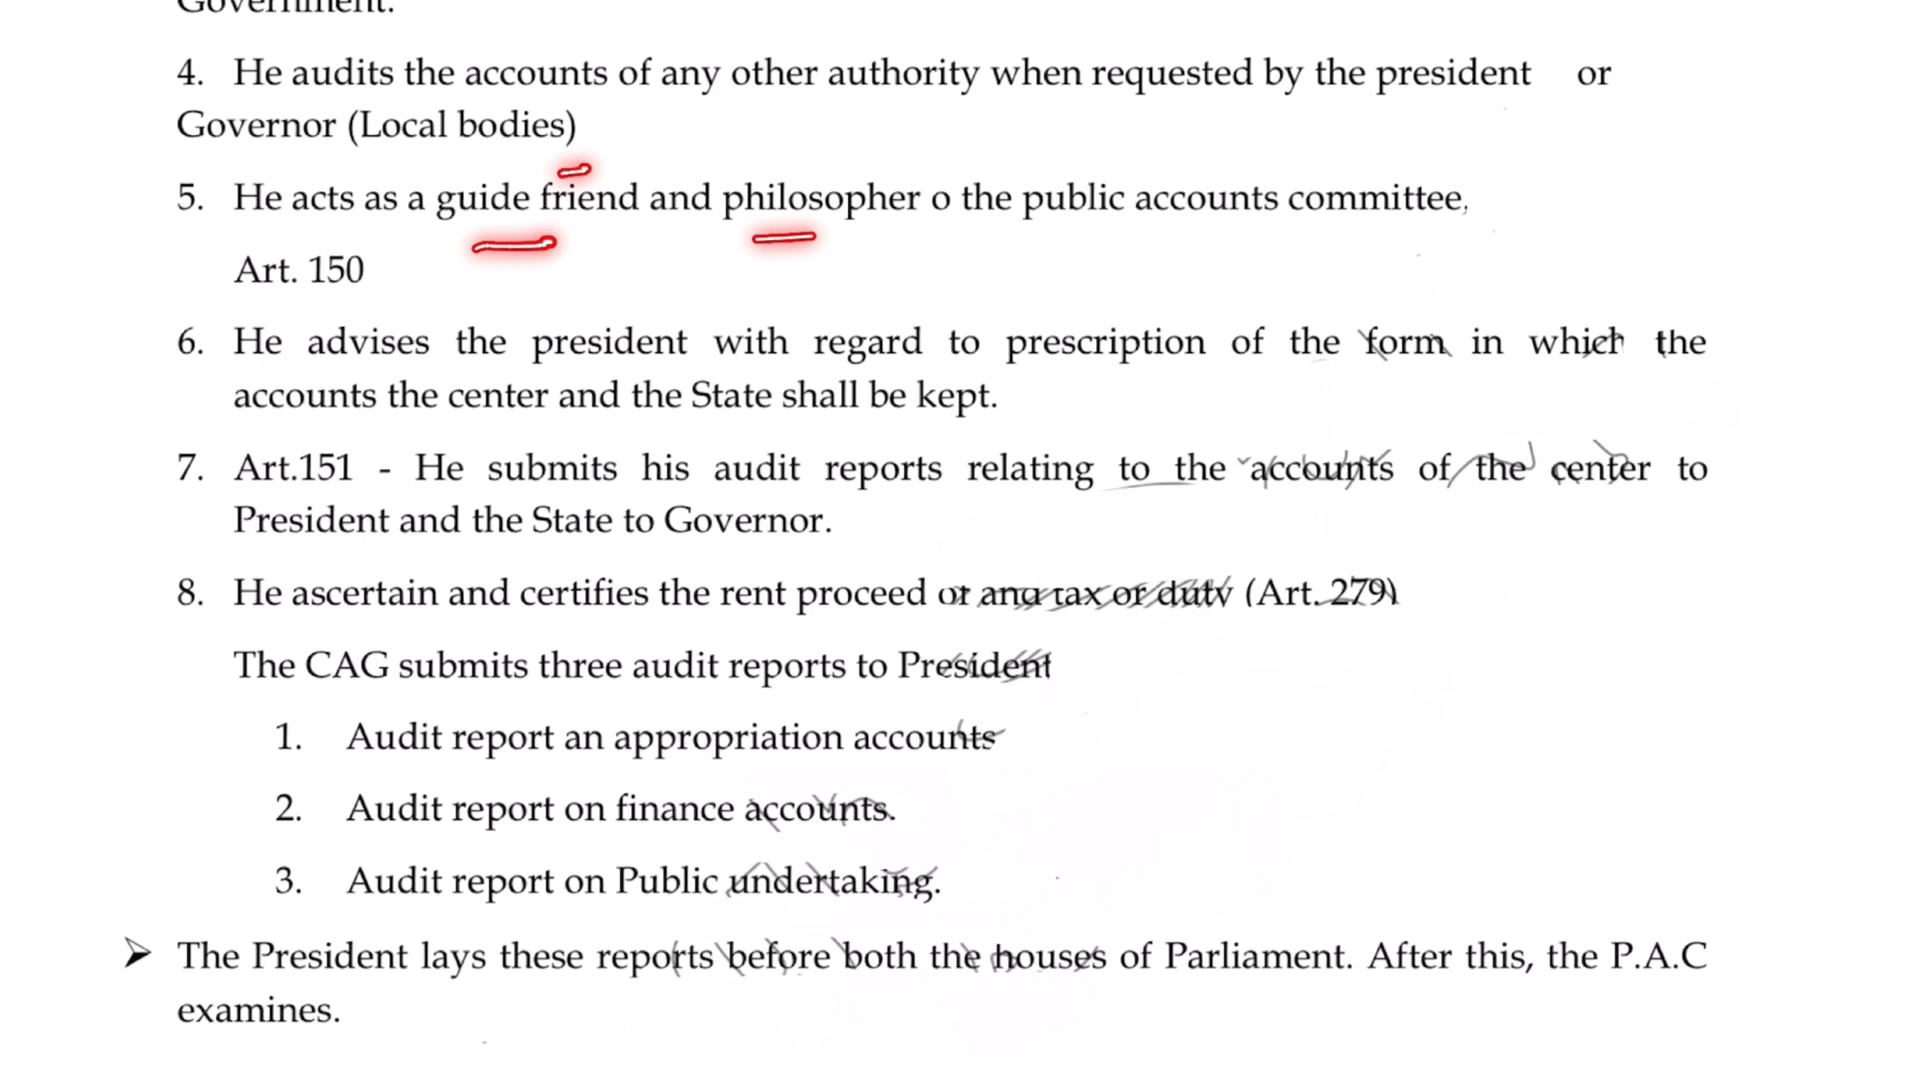 Government.
4. He audits the accounts of any other authority when requested by the president or
Governor (Local bodies)
5. He acts as a guide friend and philosopher o the public accounts committee,
Art. 150
6. He advises the president with regard to prescription of the form in which the
accounts the center and the State shall be kept.
7. Art.151 - He submits his audit reports relating to the accounts of the center to
President and the State to Governor.
8. He ascertain and certifies the rent proceed or any tax or duty (Art. 279)
The CAG submits three audit reports to President
1. Audit report an appropriation accounts
2. Audit report on finance accounts.
3. Audit report on Public undertaking.
➢ The President lays these reports before both the houses of Parliament. After this, the P.A.C
examines.